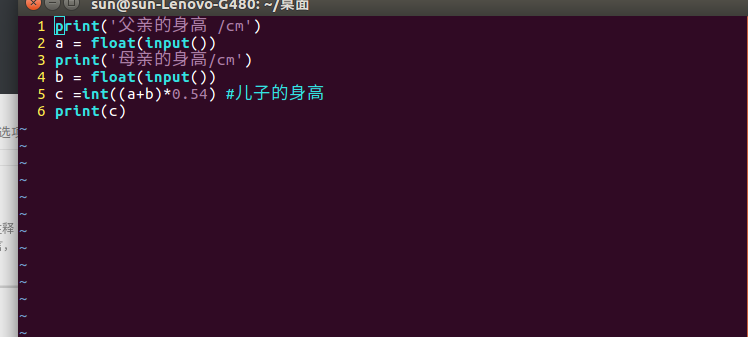 sun@sun-Lenovo-G480: ~/桌面
1 print('父亲的身高 /cm')
2 a = float(input())
3 print('母亲的身高/cm')
4 b = float(input())
5 c =int((a+b)*0.54) #儿子的身高
6 print(c)
~
~
~
~
~
~
~
~
~
~
~
~
~
选项
注释